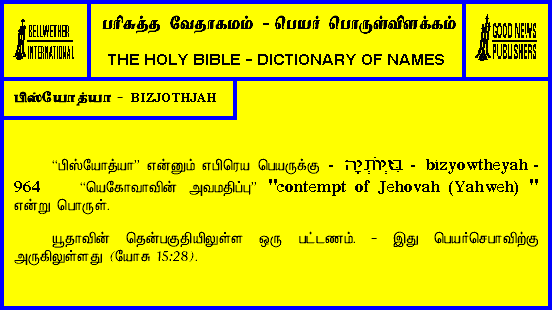 BELLWETHER
INTERNATIONAL
பரிசுத்த வேதாகமம் - பெயர் பொருள்விளக்கம்
THE HOLY BIBLE - DICTIONARY OF NAMES
GOOD NEWS
PUBLISHERS
பிஸ்யோத்யா - BIZJOTHJAH
“பிஸ்யோத்யா” என்னும் எபிரெய பெயருக்கு - בִּזְיוֹתְיָה - bizyowtheyah -
964 “யெகோவாவின் அவமதிப்பு” "contempt of Jehovah (Yahweh) "
என்று பொருள்.
யூதாவின் தென்பகுதியிலுள்ள ஒரு பட்டணம். - இது பெயர்செபாவிற்கு
அருகிலுள்ளது (யோசு 15:28).